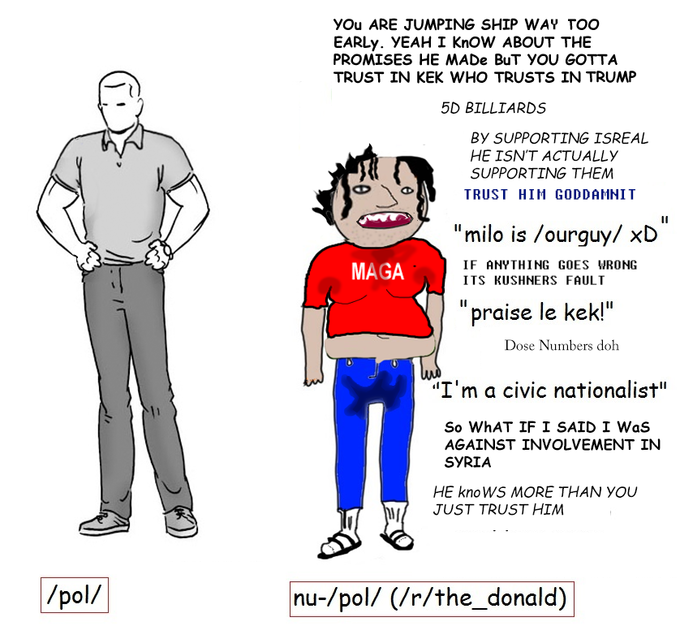 YOu ARE JUMPING SHIP WAY TOO
EARLy. YEAH I KnOW ABOUT THE
PROMISES HE MADe BuT YOU GOTTA
TRUST IN KEK WHO TRUSTS IN TRUMP
5D BILLIARDS
BY SUPPORTING ISREAL
HE ISN'T ACTUALLY
SUPPORTING THEM
TRUST HIM GODDAMNIT
"milo is /ourguy/ xD"
IF ANYTHING GOES WRONG
ITS KUSHNERS FAULT
MAGA
"praise le kek!"
Dose Numbers doh
"I'm a civic nationalist"
So WhAT IF I SAID I WaS
AGAINST INVOLVEMENT IN
SYRIA
HE knoWS MORE THAN YOU
JUST TRUST HIM
/pol/
nu-/pol/ (/r/the_donald)